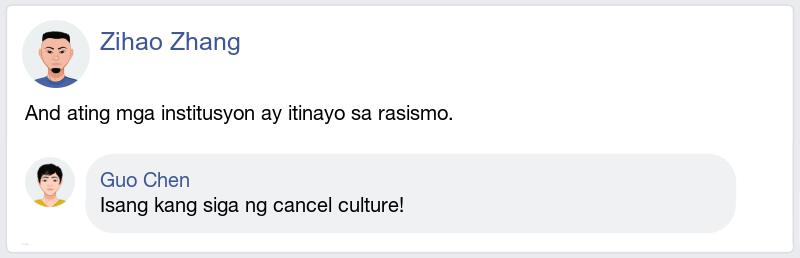 Zihao Zhang
And ating mga institusyon ay itinayo sa rasismo.
Guo Chen
Isang kang siga ng cancel culture!